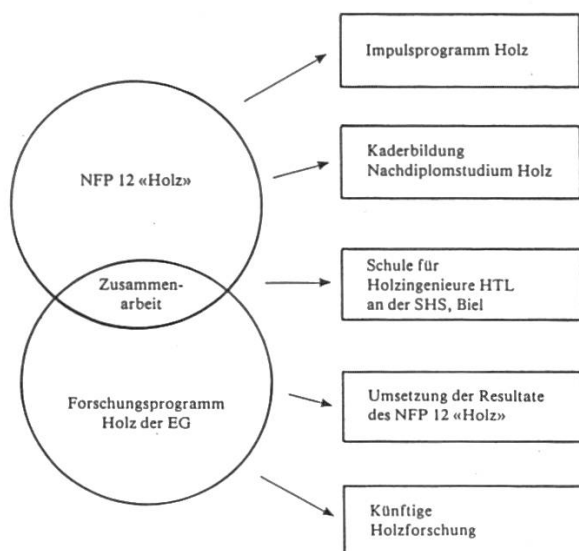 Impulsprogramm Holz
NFP 12 «Holz»
Kaderbildung
Nachdiplomstudium Holz
Zusammen-
arbeit
Schule für
Holzingenieure HTL
an der SHS, Biel
Forschungsprogramm
Holz der EG
Umsetzung der Resultate
des NFP 12 «Holz»
Künftige
Holzforschung